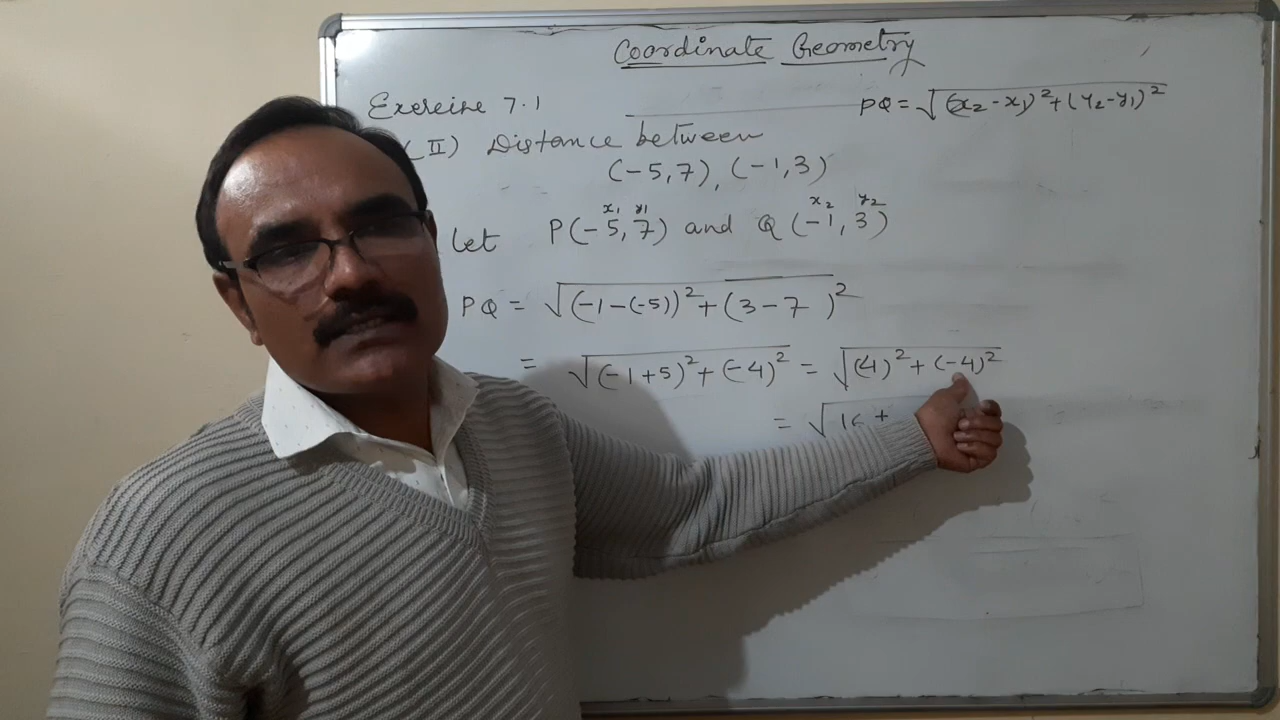 Coordinate Geometry
Exercise 7.1
PQ = √(x₂ - x₁)² + (y₂ - y₁)²
(II) Distance between
(-5, 7), (-1, 3)
x₁ y₁ x₂ y₂
Let P(-5, 7) and Q (-1, 3)
PQ = √(-1-(-5))² + (3-7)²
= √(-1+5)² + (-4)² = √(4)² + (-4)²
= √16 +